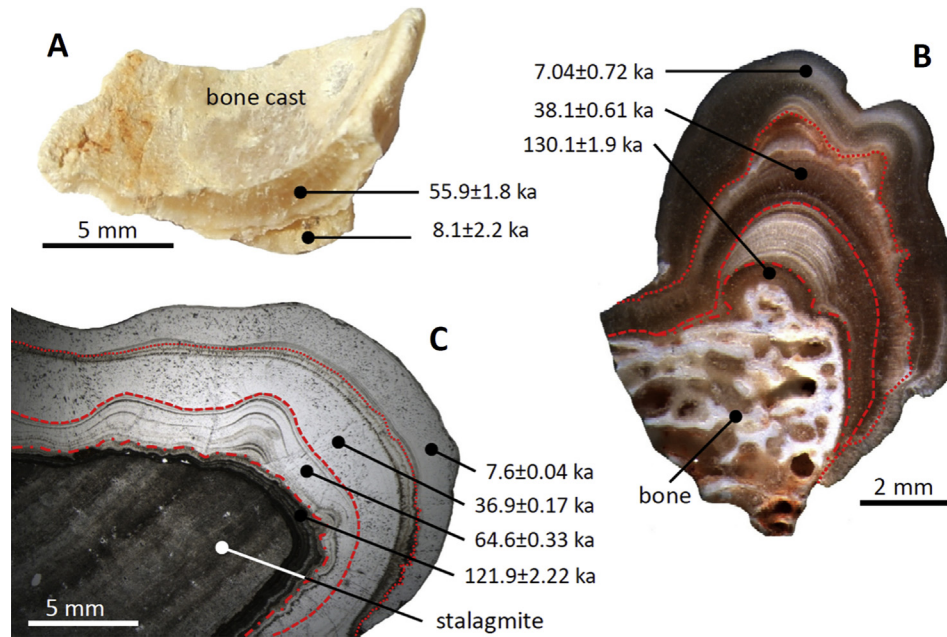 A
bone cast
55.9±1.8 ka
8.1±2.2 ka
5 mm
B
7.04±0.72 ka
38.1±0.61 ka
130.1±1.9 ka
bone
2 mm
C
7.6±0.04 ka
36.9±0.17 ka
64.6±0.33 ka
121.9±2.22 ka
stalagmite
5 mm